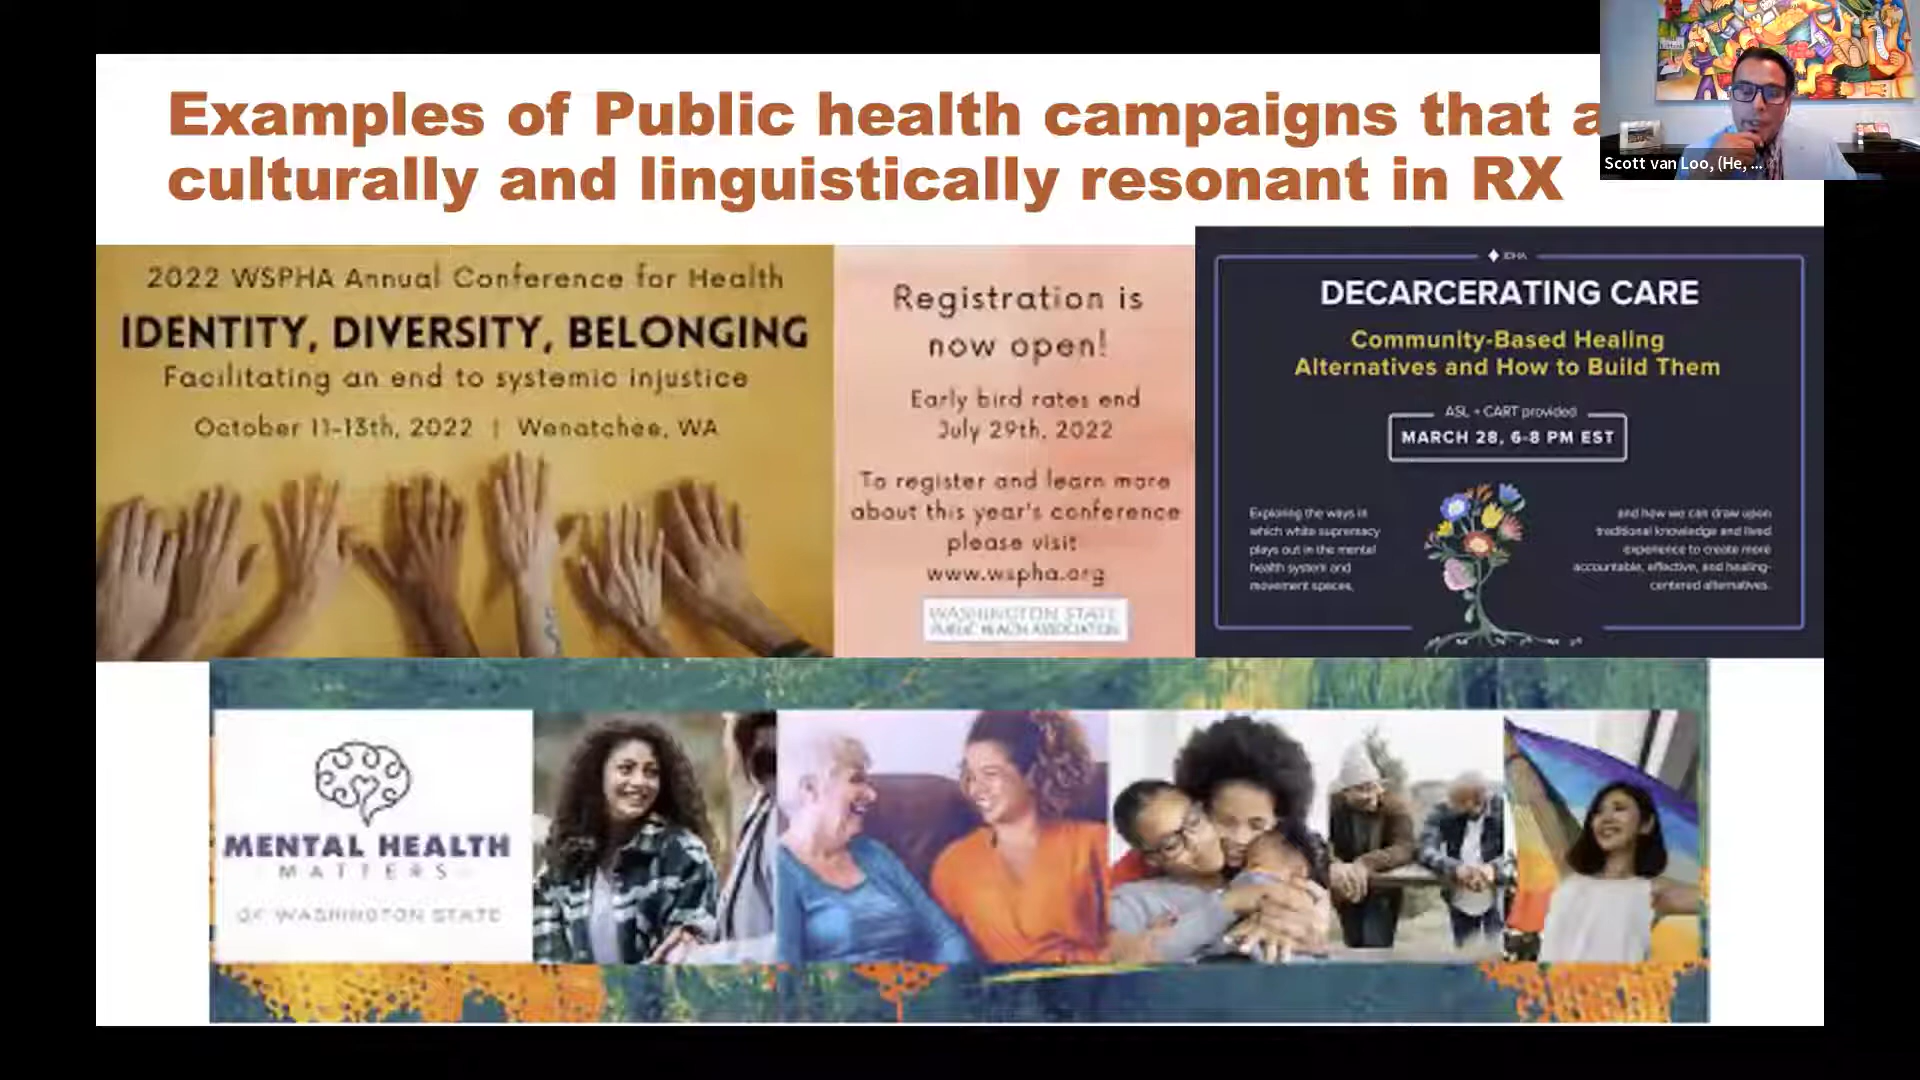 Examples of Public health campaigns that a
culturally and linguistically resonant in RX
Scott van Loo, (He, ...
2022 WSPHA Annual Conference for Health
IDENTITY, DIVERSITY, BELONGING
Facilitating an end to systemic injustice
October 11-13th, 2022 | Wenatchee, WA
Registration is
now open!
Early bird rates end
July 29th, 2022
To register and learn more
about this year's conference
please visit
www.wspha.org
WASHINGTON STATE
PUBLIC HEALTH ASSOCIATION
IDHA
DECARCERATING CARE
Community-Based Healing
Alternatives and How to Build Them
ASL + CART provided
MARCH 28, 6-8 PM EST
Exploring the ways in
which white supremacy
plays out in the mental
health system and
movement spaces,
and how we can draw upon
traditional knowledge and lived
experience to create more
accountable, effective, and healing-
centered alternatives.
MENTAL HEALTH
MATTERS
OF WASHINGTON STATE